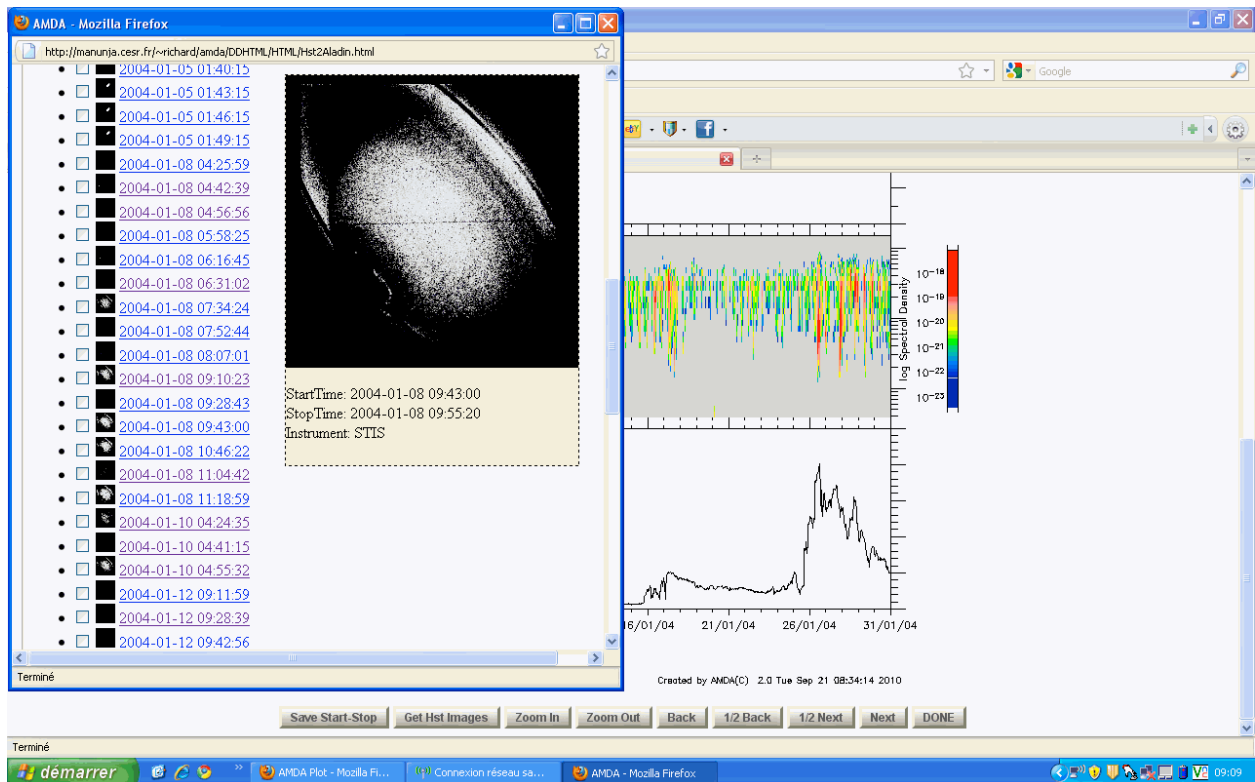 AMDA - Mozilla Firefox
http://manunja.cesr.fr/~richard/amda/DDHTML/HTML/Hst2Aladin.html
2004-01-05 01:40:15
2004-01-05 01:43:15
2004-01-05 01:46:15
2004-01-05 01:49:15
2004-01-08 04:25:59
2004-01-08 04:42:39
2004-01-08 04:56:56
2004-01-08 05:58:25
2004-01-08 06:16:45
2004-01-08 06:31:02
2004-01-08 07:34:24
2004-01-08 07:52:44
2004-01-08 08:07:01
2004-01-08 09:10:23
2004-01-08 09:28:43
2004-01-08 09:43:00
2004-01-08 10:46:22
2004-01-08 11:04:42
2004-01-08 11:18:59
2004-01-10 04:24:35
2004-01-10 04:41:15
2004-01-10 04:55:32
2004-01-12 09:11:59
2004-01-12 09:28:39
2004-01-12 09:42:56
StartTime: 2004-01-08 09:43:00
StopTime: 2004-01-08 09:55:20
Instrument: STIS
Terminé
Google
10-18
10-19
10-20
10-21
10-22
10-23
log Spectral Density
16/01/04 21/01/04 26/01/04 31/01/04
Created by AMDA(C) 2.0 Tue Sep 21 08:34:14 2010
Save Start-Stop Get Hst Images Zoom In Zoom Out Back 1/2 Back 1/2 Next Next DONE
Terminé
démarrer » AMDA Plot - Mozilla Fi... Connexion réseau sa... AMDA - Mozilla Firefox 09:09